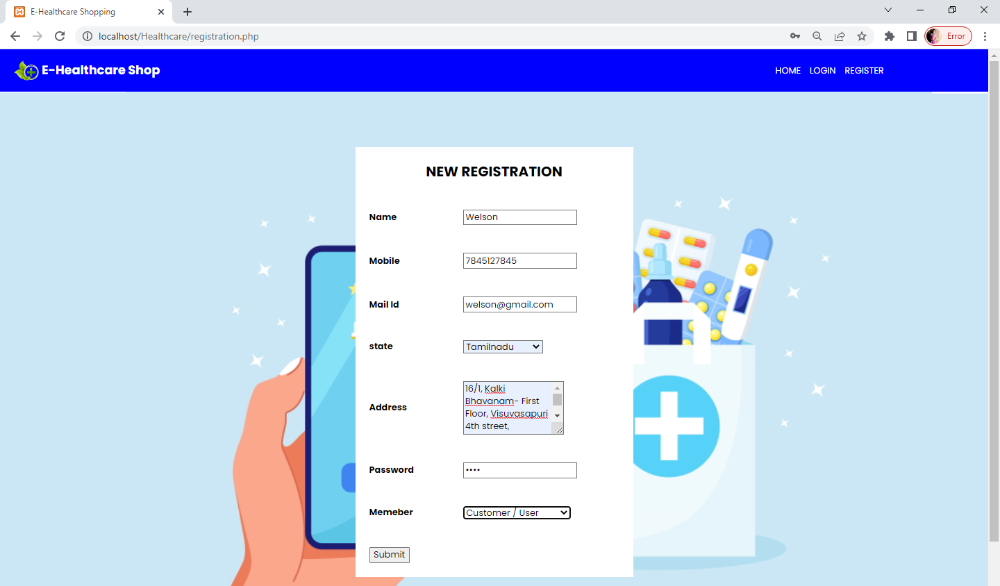 E-Healthcare Shopping
localhost/Healthcare/registration.php
Error
E-Healthcare Shop
HOME LOGIN REGISTER
NEW REGISTRATION
Name Welson
Mobile 7845127845
Mail Id welson@gmail.com
state Tamilnadu
Address
16/1, Kalki
Bhavanam- First
Floor, Visuvasapuri
4th street,
Password ••••
Memeber Customer / User
Submit